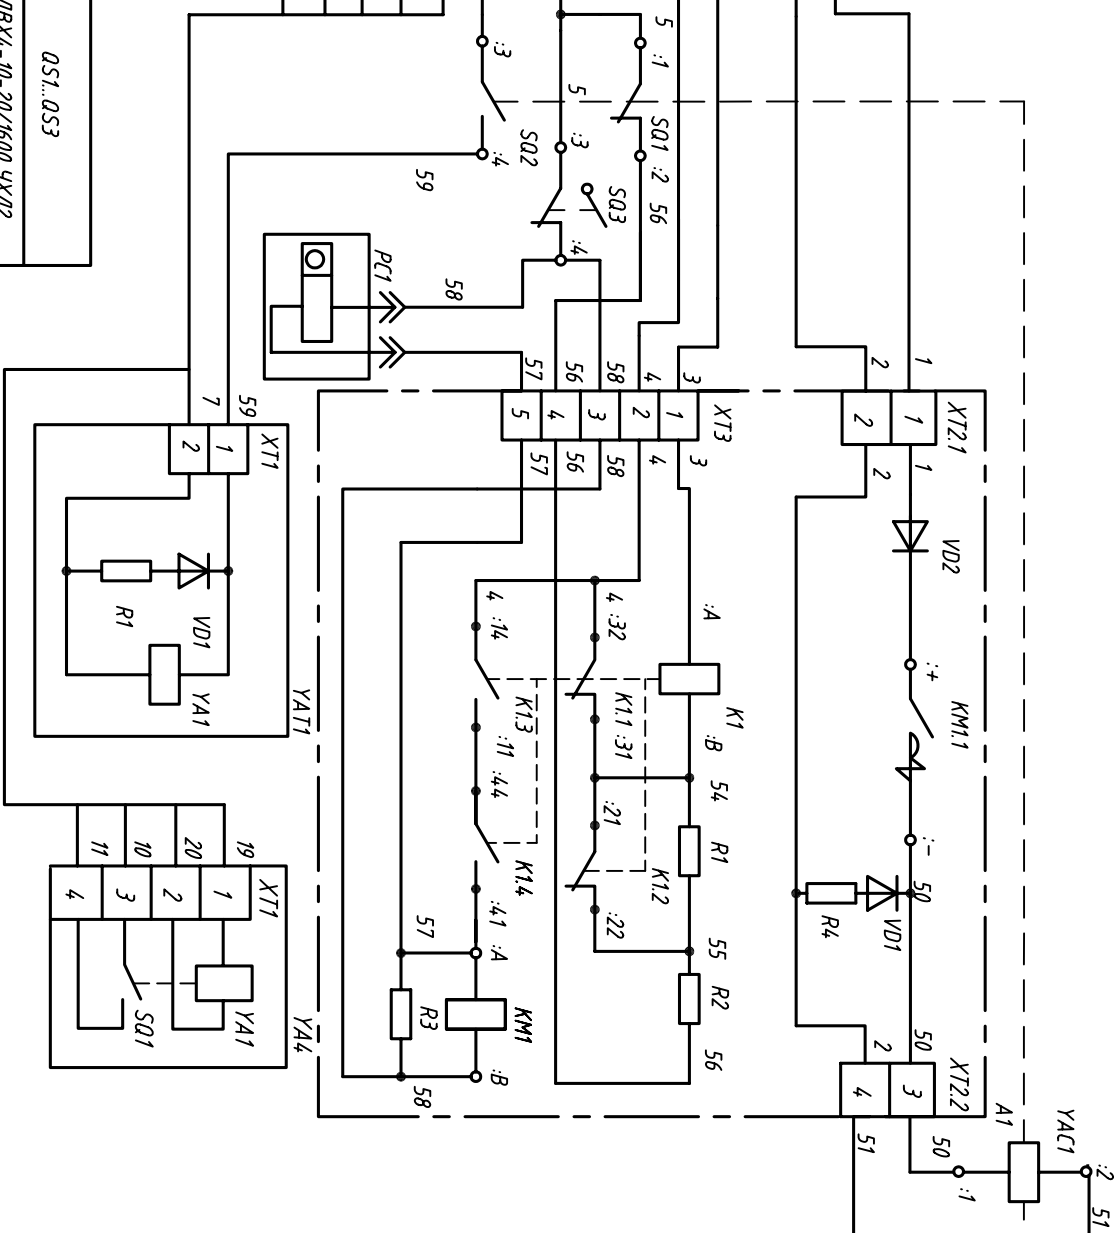 QS1...QS3
:3
5
:1
5
SQ1
SQ2
:3
:4
:2
59
SQ3
56
:4
PC1
58
57
56
58
4
3
2
1
59
7
XT1
1
2
XT3
1
2
3
4
5
XT2.1
1
2
57
56
58
4
3
2
1
VD2
R1
VD1
YA1
YAT1
4
:14
4
:32
:A
K1
:B
K1.1
:31
K1.3
:11
:44
54
:21
R1
K1.2
K1.4
:22
:41
55
R2
56
:+
KM1.1
:-
50
VD1
R4
57
:A
R3
KM1
:B
58
11
10
20
19
XT1
1
2
3
4
YA1
SQ1
YA4
2
50
XT2.2
3
4
A1
YAC1
51
50
:1
:2
51